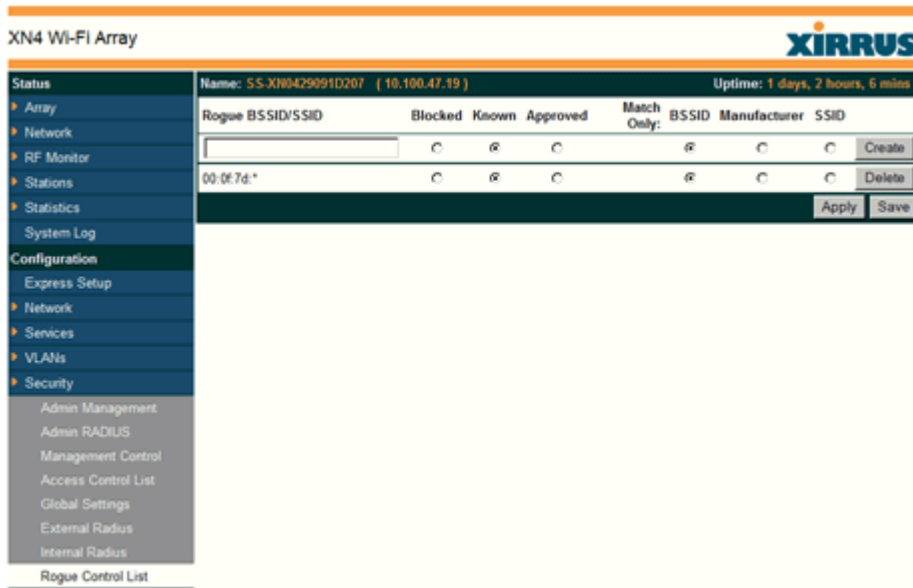 XN4 Wi-Fi Array
XIRRUS
Status
Name: SS-XN0429091D207 ( 10.100.47.19 ) Uptime: 1 days, 2 hours, 6 mins
Array
Network
RF Monitor
Stations
Statistics
System Log
Configuration
Express Setup
Network
Services
VLANs
Security
Admin Management
Admin RADIUS
Management Control
Access Control List
Global Settings
External Radius
Internal Radius
Rogue Control List
Rogue BSSID/SSID Blocked Known Approved Match Only: BSSID Manufacturer SSID
Create
00:0f:7d:* Delete
Apply Save